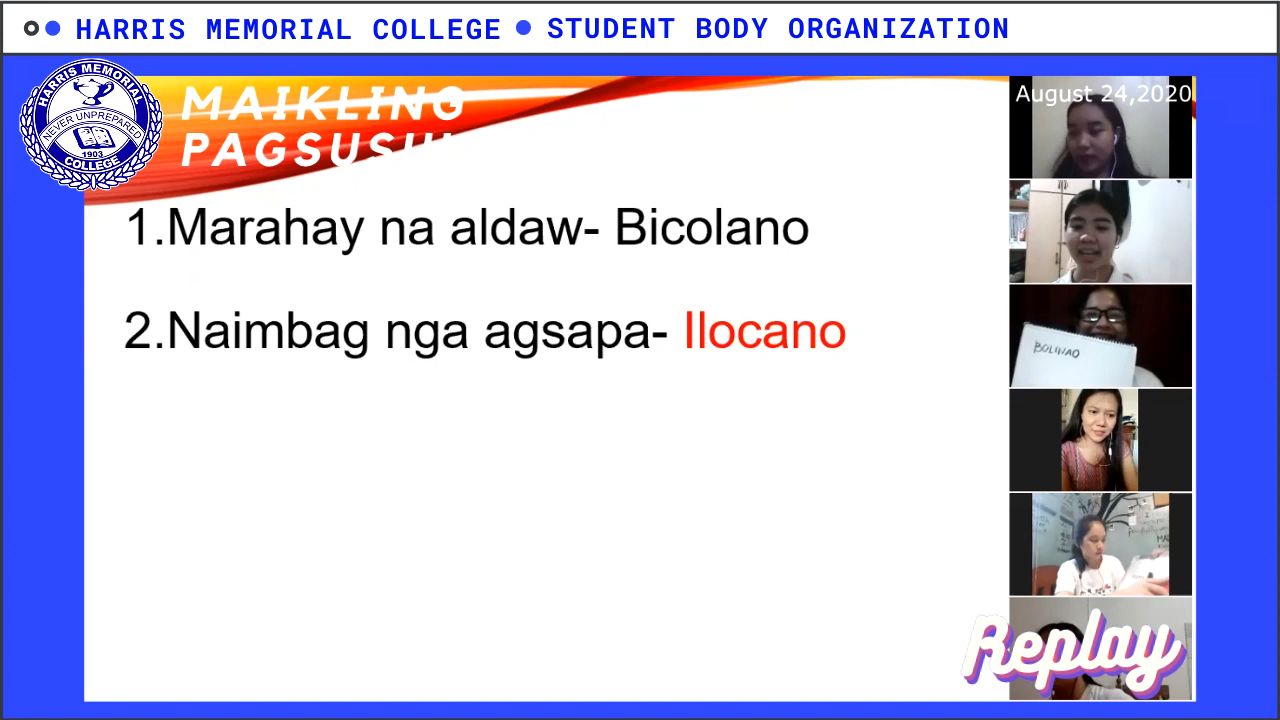 HARRIS MEMORIAL COLLEGE STUDENT BODY ORGANIZATION
HARRIS MEMORIAL
NEVER UNPREPARED
1903
COLLEGE
MAIKLING
August 24,2020
1.Marahay na aldaw- Bicolano
2.Naimbag nga agsapa- Ilocano
BOLINAO
Replay